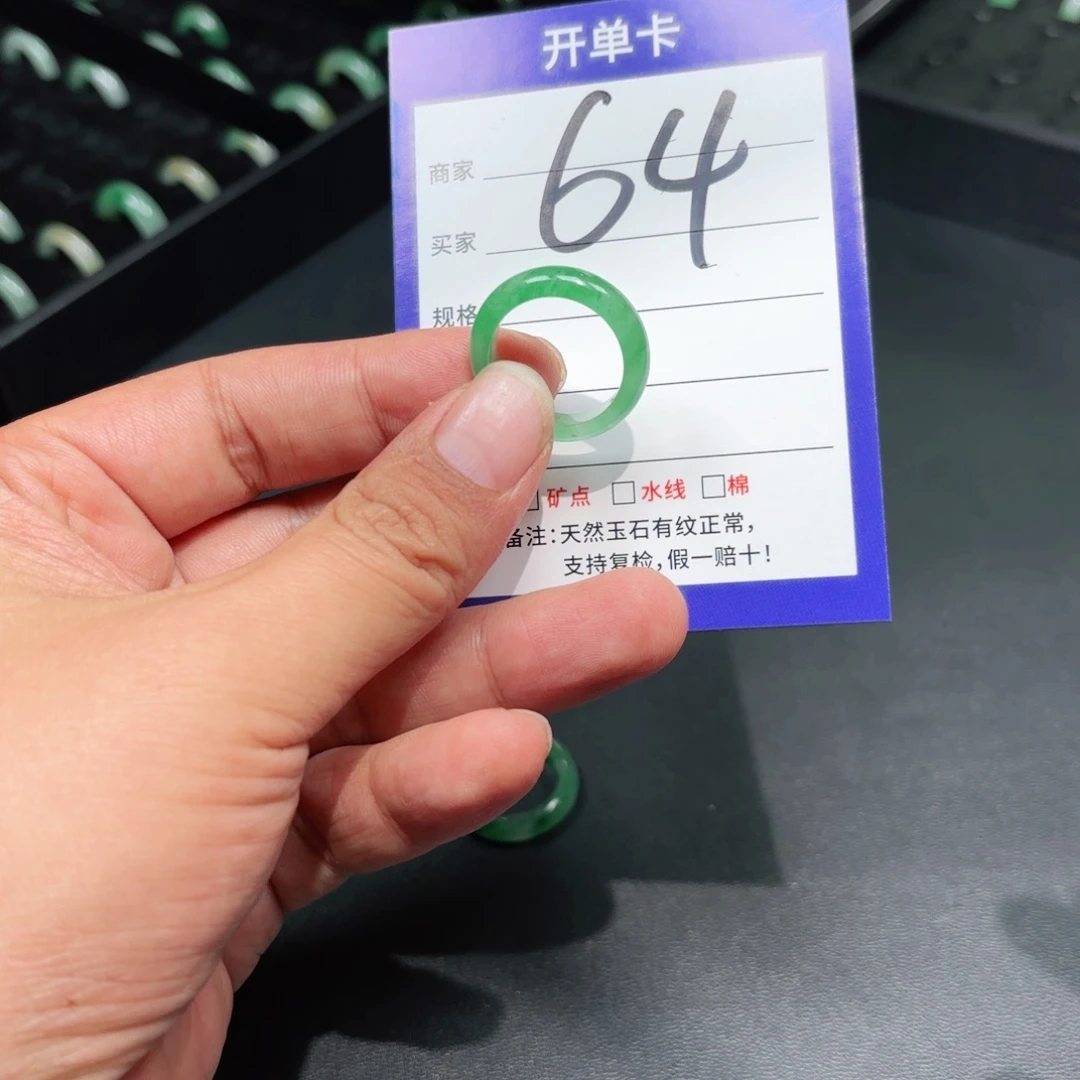 开单卡
64
商家
买家
规格
矿点 水线 棉
备注:天然玉石有纹正常,
支持复检,假一赔十!